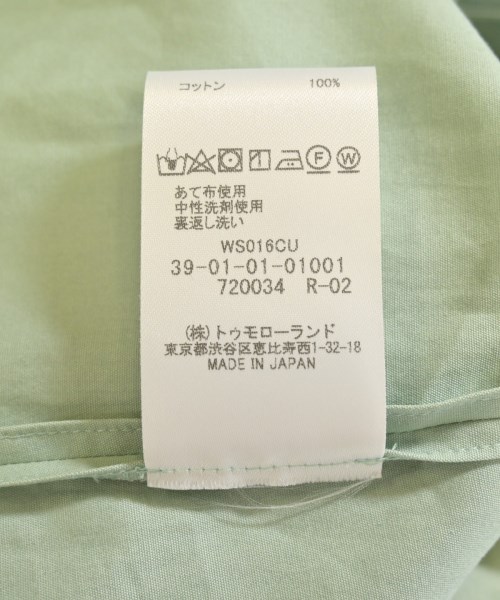 コットン 100%
F W
あて布使用
中性洗剤使用
裏返し洗い
WS016CU
39-01-01-01001
720034 R-02
(株)トゥモローランド
東京都渋谷区恵比寿西1-32-18
MADE IN JAPAN